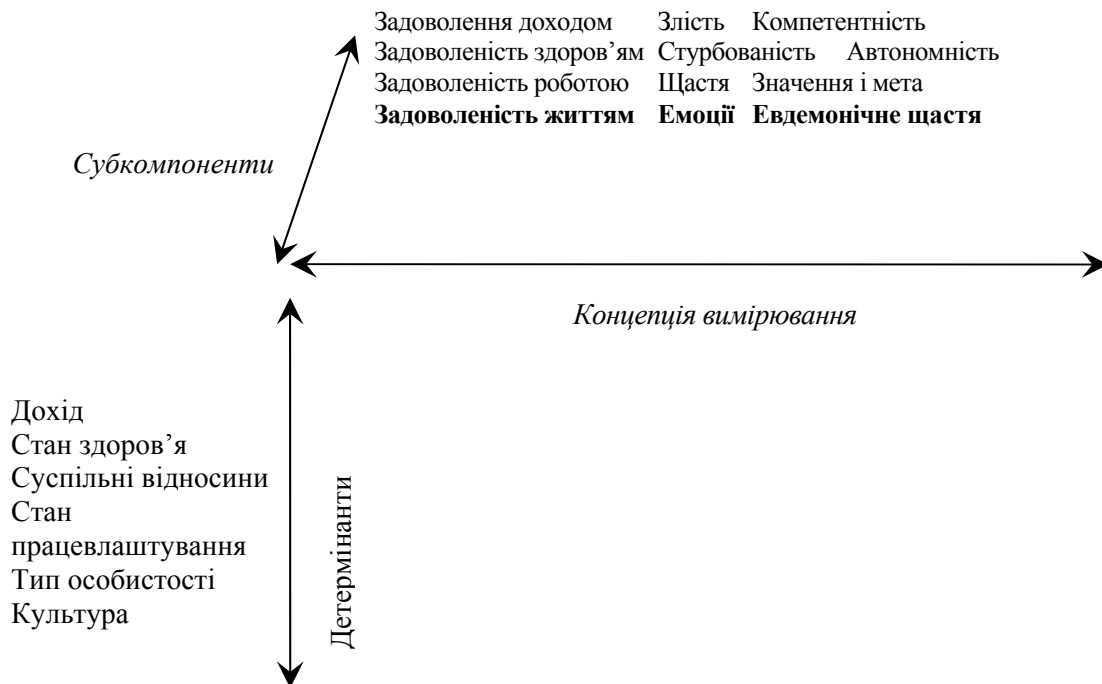 Задоволення доходом Злість Компетентність
Задоволеність здоров’ям Стурбованість Автономність
Задоволеність роботою Щастя Значення і мета
Задоволеність життям Емоції Евдемонічне щастя
Субкомпоненти
Концепція вимірювання
Дохід
Стан здоров’я
Суспільні відносини
Стан
працевлаштування
Тип особистості
Культура
Детермінанти